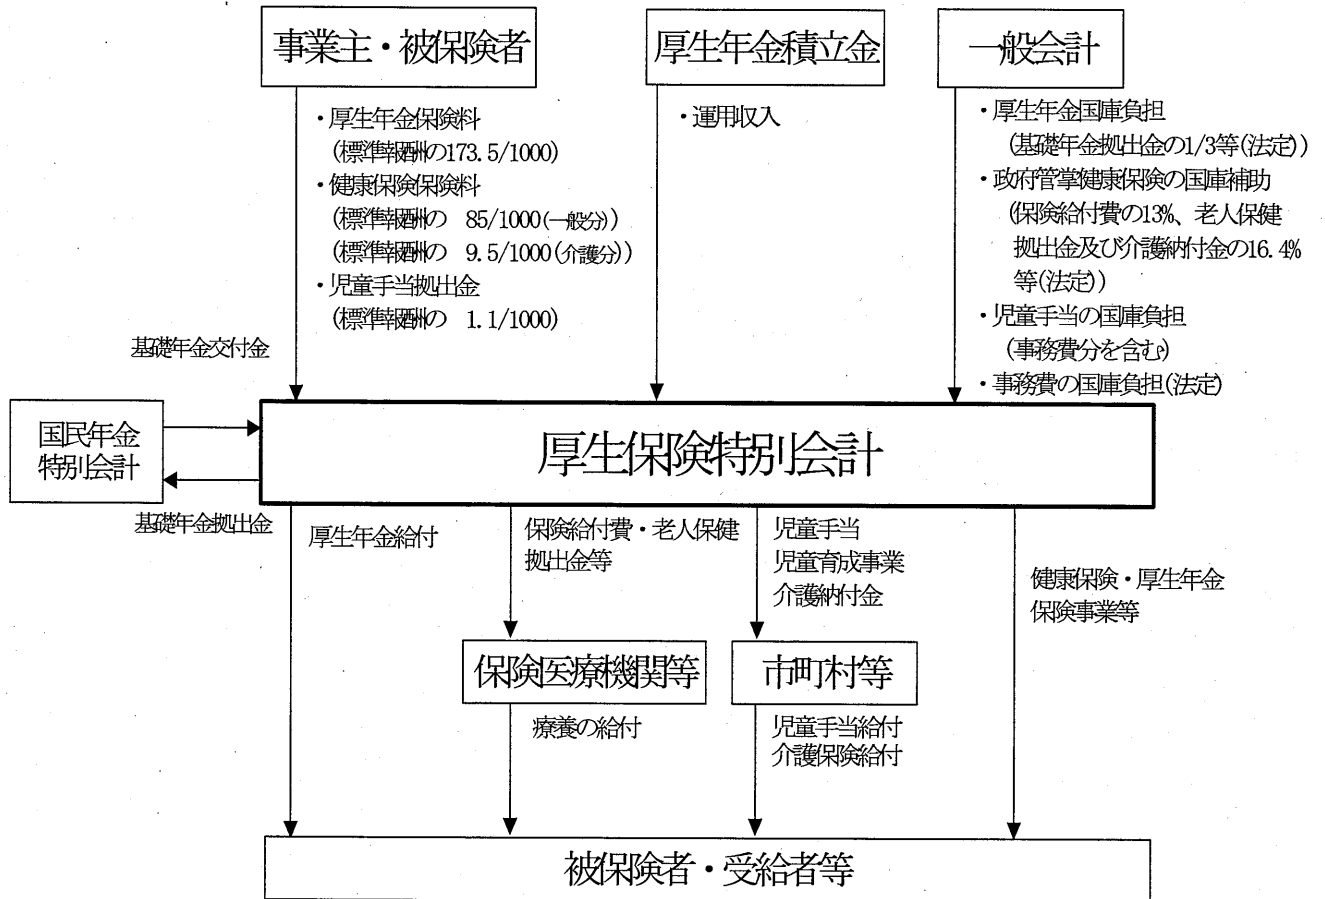 事業主・被保険者
厚生年金積立金
一般会計
・厚生年金保険料
(標準報酬の173.5/1000)
・健康保険保険料
(標準報酬の 85/1000(一般分))
(標準報酬の 9.5/1000(介護分))
・児童手当拠出金
(標準報酬の 1.1/1000)
・運用収入
・厚生年金国庫負担
(基礎年金拠出金の1/3等(法定))
・政府管掌健康保険の国庫補助
(保険給付費の13%、老人保健
拠出金及び介護納付金の16.4%
等(法定))
・児童手当の国庫負担
(事務費分を含む)
・事務費の国庫負担(法定)
基礎年金交付金
国民年金
特別会計
厚生保険特別会計
基礎年金拠出金
厚生年金給付
保険給付費・老人保健
拠出金等
児童手当
児童育成事業
介護納付金
健康保険・厚生年金
保険事業等
保険医療機関等
市町村等
療養の給付
児童手当給付
介護保険給付
被保険者・受給者等